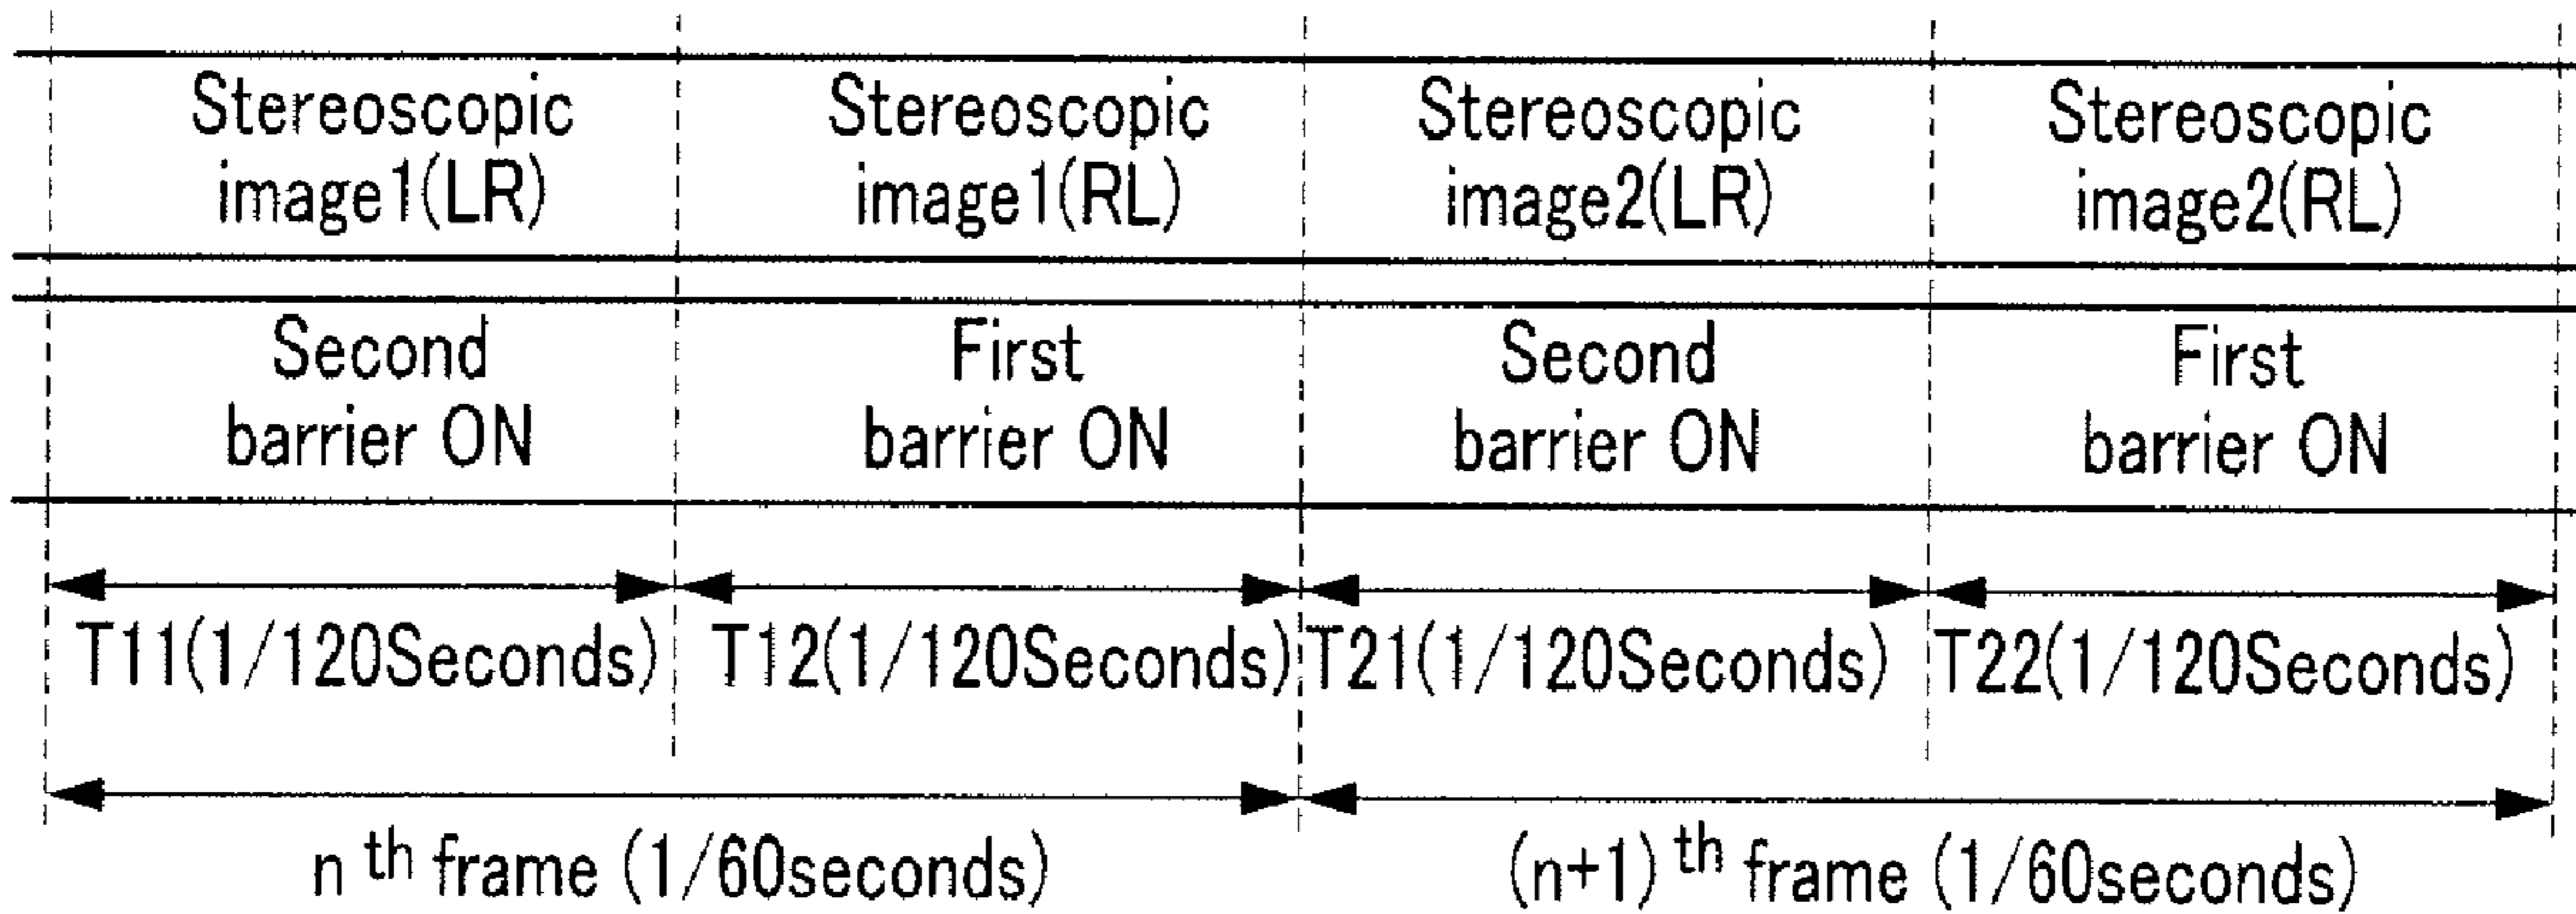 Stereoscopic
image1(LR)
Stereoscopic
image1(RL)
Stereoscopic
image2(LR)
Stereoscopic
image2(RL)
Second
barrier ON
First
barrier ON
Second
barrier ON
First
barrier ON
T11(1/120Seconds)
T12(1/120Seconds)
T21(1/120Seconds)
T22(1/120Seconds)
n th frame (1/60seconds)
(n+1) th frame (1/60seconds)